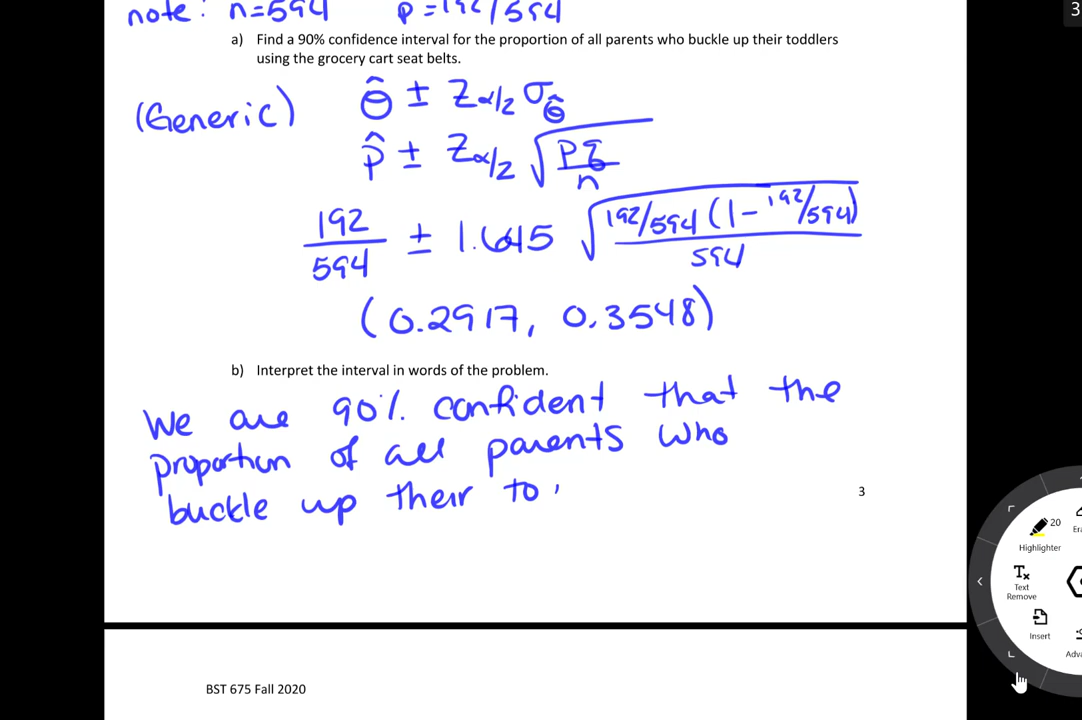 note: n=594 p̂=192/594
3
a) Find a 90% confidence interval for the proportion of all parents who buckle up their toddlers
using the grocery cart seat belts.
(Generic) θ̂ ± Zα/2 σθ̂
p̂ ± Zα/2 √(pq/n)
192/594 ± 1.645 √(192/594 (1-192/594)/594)
(0.2917, 0.3548)
b) Interpret the interval in words of the problem.
We are 90% confident that the
proportion of all parents who
buckle up their to
3
20
Highlighter
Tx
Text
Remove
Insert
BST 675 Fall 2020